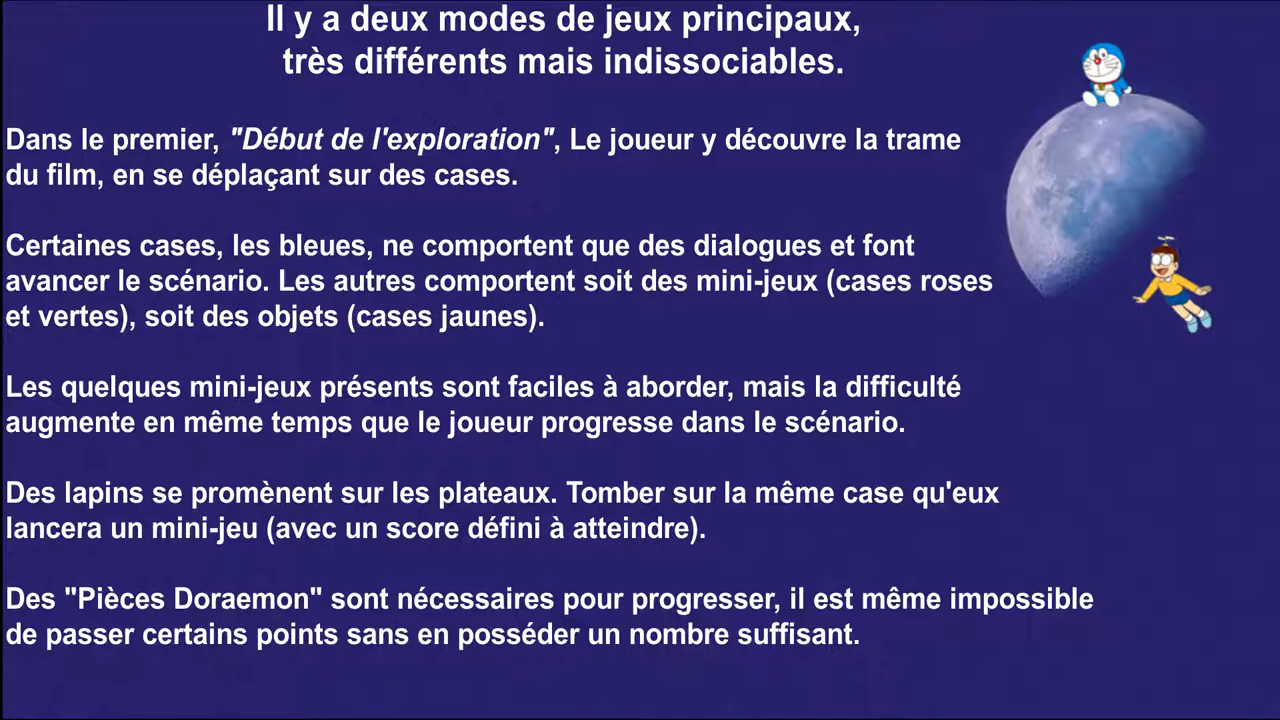 Il y a deux modes de jeux principaux,
très différents mais indissociables.
Dans le premier, "Début de l'exploration", Le joueur y découvre la trame
du film, en se déplaçant sur des cases.
Certaines cases, les bleues, ne comportent que des dialogues et font
avancer le scénario. Les autres comportent soit des mini-jeux (cases roses
et vertes), soit des objets (cases jaunes).
Les quelques mini-jeux présents sont faciles à aborder, mais la difficulté
augmente en même temps que le joueur progresse dans le scénario.
Des lapins se promènent sur les plateaux. Tomber sur la même case qu'eux
lancera un mini-jeu (avec un score défini à atteindre).
Des "Pièces Doraemon" sont nécessaires pour progresser, il est même impossible
de passer certains points sans en posséder un nombre suffisant.